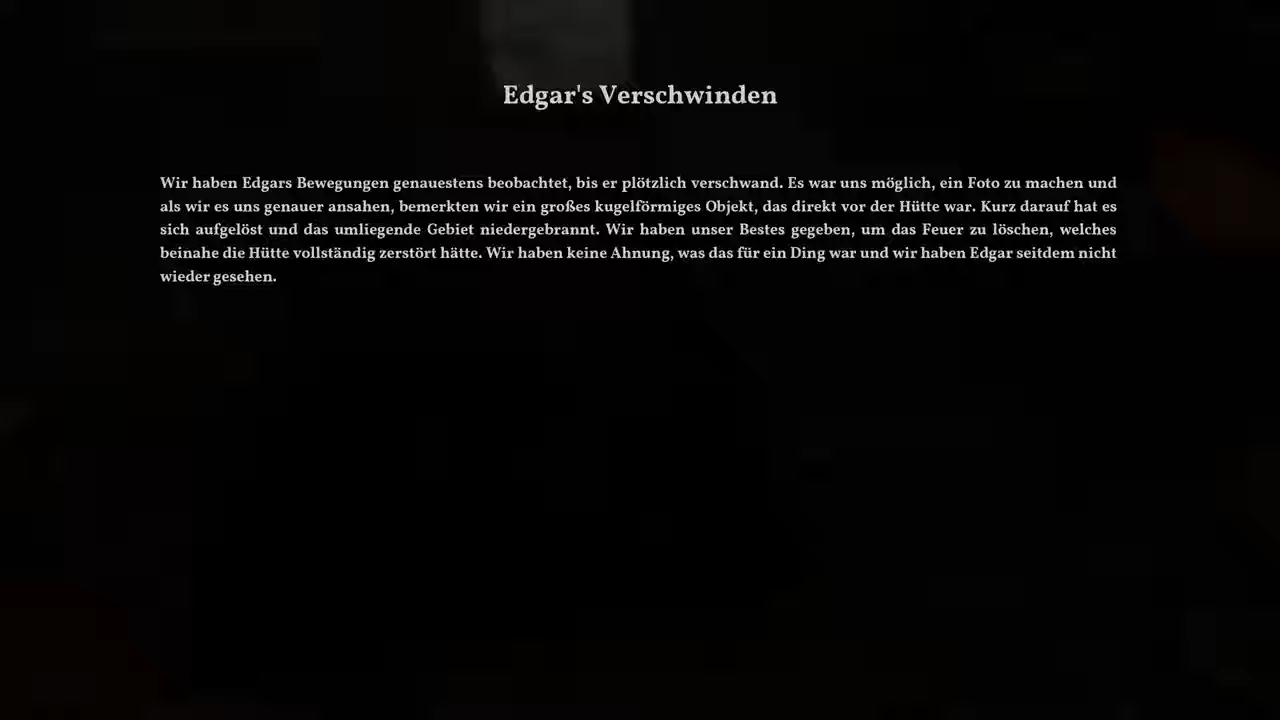 Edgar's Verschwinden
Wir haben Edgars Bewegungen genauestens beobachtet, bis er plötzlich verschwand. Es war uns möglich, ein Foto zu machen und
als wir es uns genauer ansahen, bemerkten wir ein großes kugelförmiges Objekt, das direkt vor der Hütte war. Kurz darauf hat es
sich aufgelöst und das umliegende Gebiet niedergebrannt. Wir haben unser Bestes gegeben, um das Feuer zu löschen, welches
beinahe die Hütte vollständig zerstört hätte. Wir haben keine Ahnung, was das für ein Ding war und wir haben Edgar seitdem nicht
wieder gesehen.